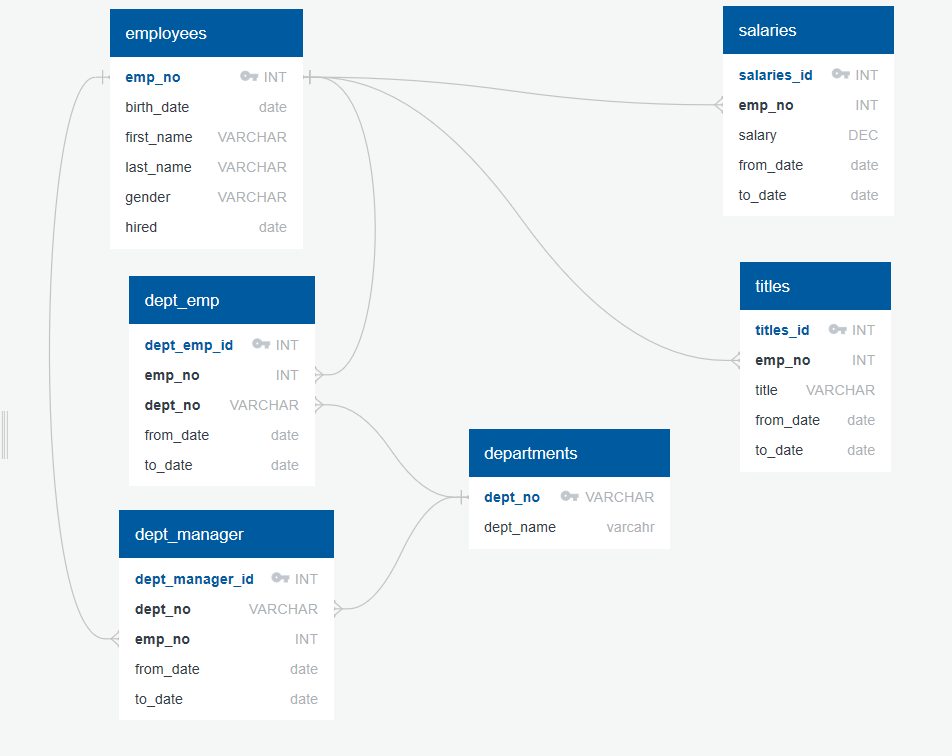 employees
emp_no INT
birth_date date
first_name VARCHAR
last_name VARCHAR
gender VARCHAR
hired date
salaries
salaries_id INT
emp_no INT
salary DEC
from_date date
to_date date
dept_emp
dept_emp_id INT
emp_no INT
dept_no VARCHAR
from_date date
to_date date
titles
titles_id INT
emp_no INT
title VARCHAR
from_date date
to_date date
departments
dept_no VARCHAR
dept_name varcahr
dept_manager
dept_manager_id INT
dept_no VARCHAR
emp_no INT
from_date date
to_date date